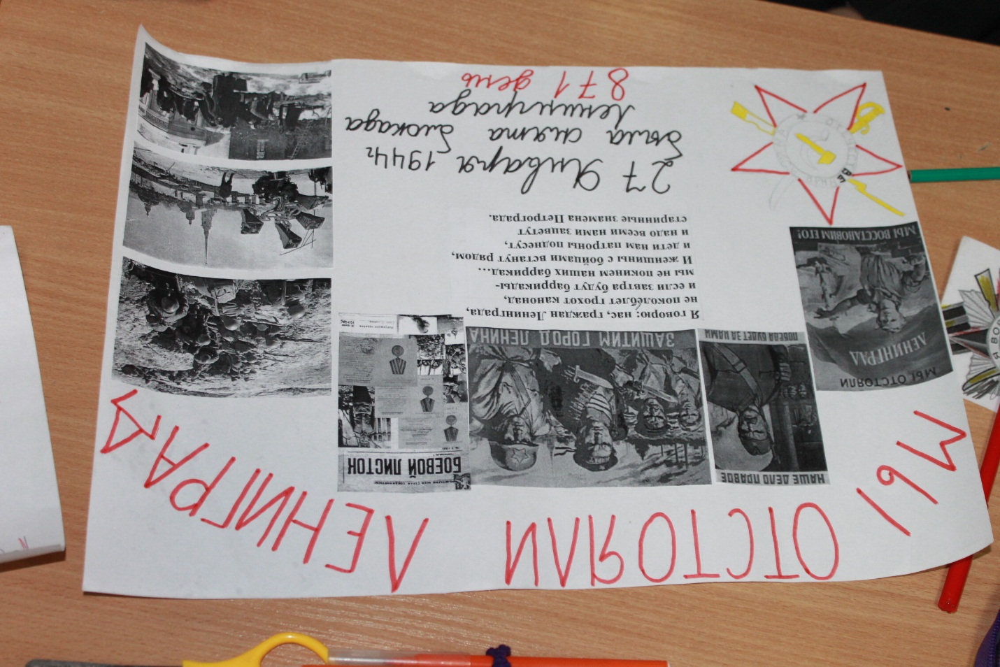 МЫ ОТСТОЯЛИ ЛЕНИГРАД
МЫ ОТСТОЯЛИ
ЛЕНИНГРАД
МЫ ВОССТАНОВИМ ЕГО!
НАШЕ ДЕЛО ПРАВОЕ
ПОБЕДА БУДЕТ ЗА НАМИ
ЗАЩИТИМ ГОРОД ЛЕНИНА
БОЕВОЙ ЛИСТОК
Я говорю: нас, граждан Ленинграда,
не поколеблет грохот канонад,
и если завтра будут баррикады-
мы не покинем наших баррикад...
И женщины с бойцами встанут рядом,
и дети нам патроны поднесут,
и надо всеми нами зацветут
старинные знамена Петрограда.
27 Января 1944г
была снята блокада
Ленинграда
871 день